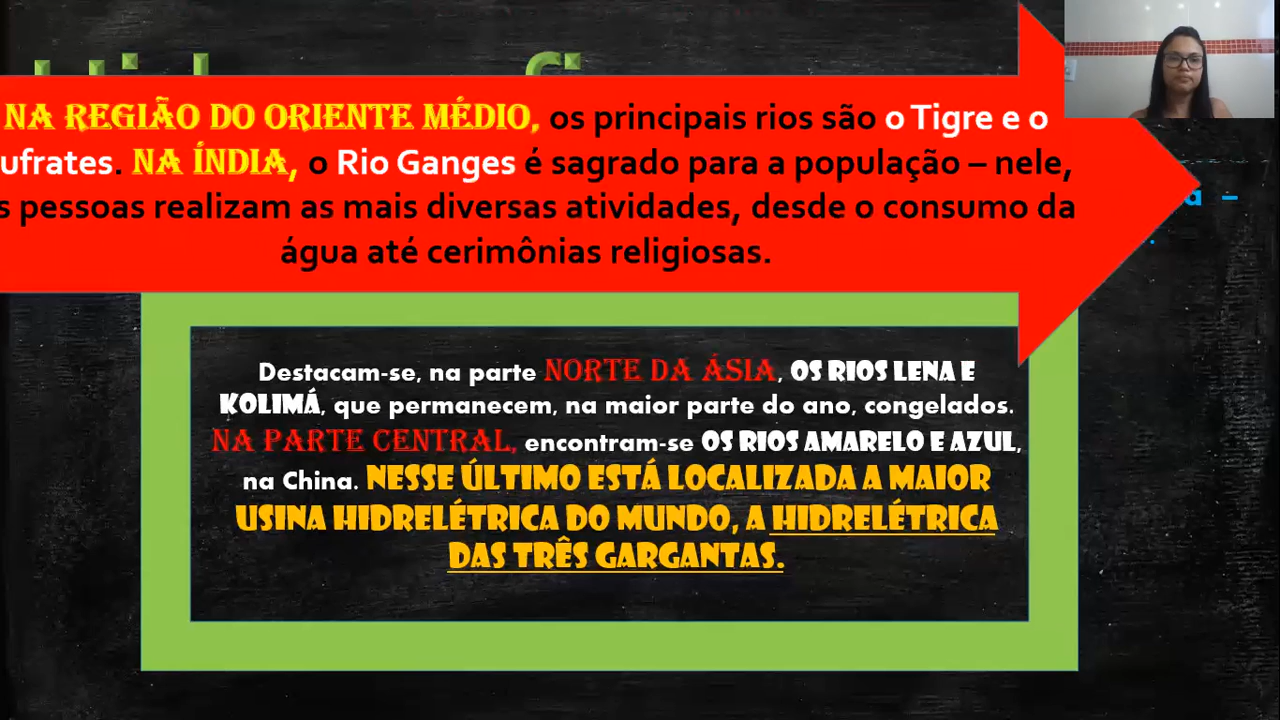 NA REGIÃO DO ORIENTE MÉDIO, os principais rios são o Tigre e o
ufrates. NA ÍNDIA, o Rio Ganges é sagrado para a população – nele,
s pessoas realizam as mais diversas atividades, desde o consumo da
água até cerimônias religiosas.
Destacam-se, na parte NORTE DA ÁSIA, OS RIOS LENA E
KOLIMÁ, que permanecem, na maior parte do ano, congelados.
NA PARTE CENTRAL, encontram-se OS RIOS AMARELO E AZUL,
na China. NESSE ÚLTIMO ESTÁ LOCALIZADA A MAIOR
USINA HIDRELÉTRICA DO MUNDO, A HIDRELÉTRICA
DAS TRÊS GARGANTAS.